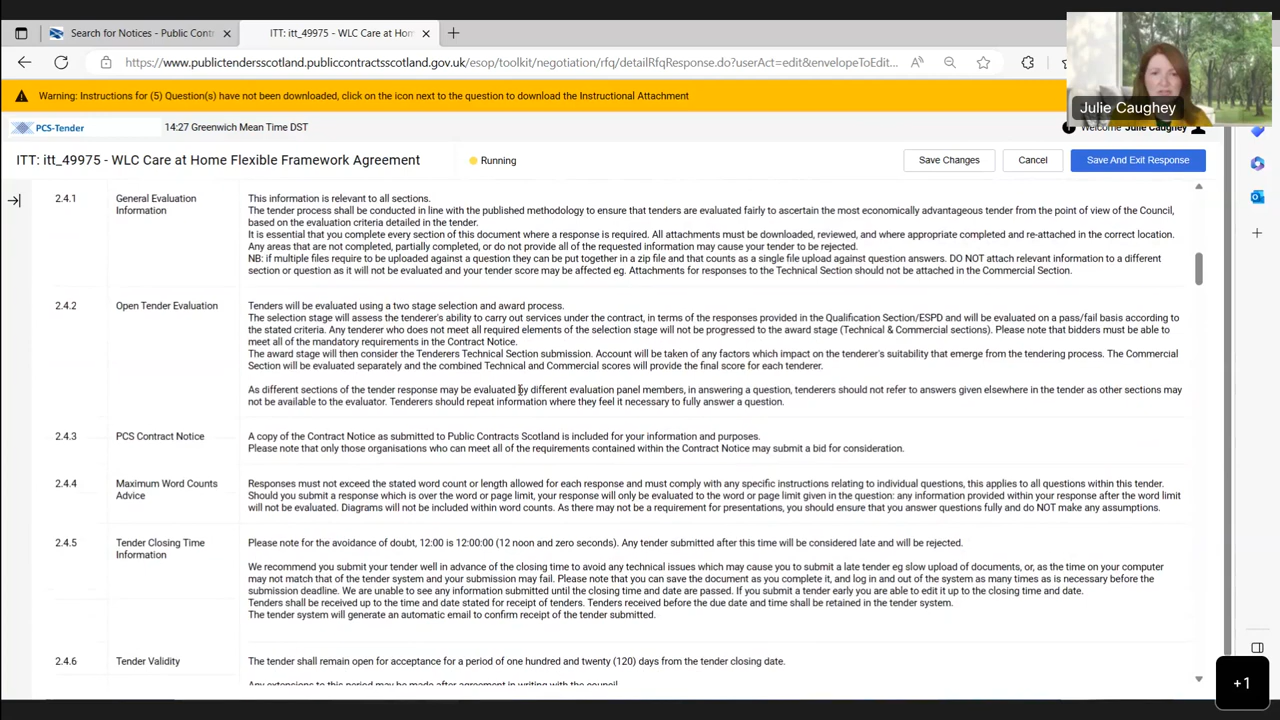 Search for Notices - Public Contr
ITT: itt_49975 - WLC Care at Hom
https://www.publictendersscotland.publiccontractsscotland.gov.uk/esop/toolkit/negotiation/rfq/detailRfqResponse.do?userAct=edit&envelopeToEdit...
Julie Caughey
Warning: Instructions for (5) Question(s) have not been downloaded, click on the icon next to the question to download the Instructional Attachment
PCS-Tender
14:27 Greenwich Mean Time DST
Welcome Julie Caughey
ITT: itt_49975 - WLC Care at Home Flexible Framework Agreement
Running
Save Changes
Cancel
Save And Exit Response
2.4.1
General Evaluation
Information
This information is relevant to all sections.
The tender process shall be conducted in line with the published methodology to ensure that tenders are evaluated fairly to ascertain the most economically advantageous tender from the point of view of the Council,
based on the evaluation criteria detailed in the tender.
It is essential that you complete every section of this document where a response is required. All attachments must be downloaded, reviewed, and where appropriate completed and re-attached in the correct location.
Any areas that are not completed, partially completed, or do not provide all of the requested information may cause your tender to be rejected.
NB: if multiple files require to be uploaded against a question they can be put together in a zip file and that counts as a single file upload against question answers. DO NOT attach relevant information to a different
section or question as it will not be evaluated and your tender score may be affected eg. Attachments for responses to the Technical Section should not be attached in the Commercial Section.
2.4.2
Open Tender Evaluation
Tenders will be evaluated using a two stage selection and award process.
The selection stage will assess the tenderer's ability to carry out services under the contract, in terms of the responses provided in the Qualification Section/ESPD and will be evaluated on a pass/fail basis according to
the stated criteria. Any tenderer who does not meet all required elements of the selection stage will not be progressed to the award stage (Technical & Commercial sections). Please note that bidders must be able to
meet all of the mandatory requirements in the Contract Notice.
The award stage will then consider the Tenderers Technical Section submission. Account will be taken of any factors which impact on the tenderer's suitability that emerge from the tendering process. The Commercial
Section will be evaluated separately and the combined Technical and Commercial scores will provide the final score for each tenderer.
As different sections of the tender response may be evaluated by different evaluation panel members, in answering a question, tenderers should not refer to answers given elsewhere in the tender as other sections may
not be available to the evaluator. Tenderers should repeat information where they feel it necessary to fully answer a question.
2.4.3
PCS Contract Notice
A copy of the Contract Notice as submitted to Public Contracts Scotland is included for your information and purposes.
Please note that only those organisations who can meet all of the requirements contained within the Contract Notice may submit a bid for consideration.
2.4.4
Maximum Word Counts
Advice
Responses must not exceed the stated word count or length allowed for each response and must comply with any specific instructions relating to individual questions, this applies to all questions within this tender.
Should you submit a response which is over the word or page limit, your response will only be evaluated to the word or page limit given in the question: any information provided within your response after the word limit
will not be evaluated. Diagrams will not be included within word counts. As there may not be a requirement for presentations, you should ensure that you answer questions fully and do NOT make any assumptions.
2.4.5
Tender Closing Time
Information
Please note for the avoidance of doubt, 12:00 is 12:00:00 (12 noon and zero seconds). Any tender submitted after this time will be considered late and will be rejected.
We recommend you submit your tender well in advance of the closing time to avoid any technical issues which may cause you to submit a late tender eg slow upload of documents, or, as the time on your computer
may not match that of the tender system and your submission may fail. Please note that you can save the document as you complete it, and log in and out of the system as many times as is necessary before the
submission deadline. We are unable to see any information submitted until the closing time and date are passed. If you submit a tender early you are able to edit it up to the closing time and date.
Tenders shall be received up to the time and date stated for receipt of tenders. Tenders received before the due date and time shall be retained in the tender system.
The tender system will generate an automatic email to confirm receipt of the tender submitted.
2.4.6
Tender Validity
The tender shall remain open for acceptance for a period of one hundred and twenty (120) days from the tender closing date.
Any extensions to this period may be made after agreement in writing with the council.
+1